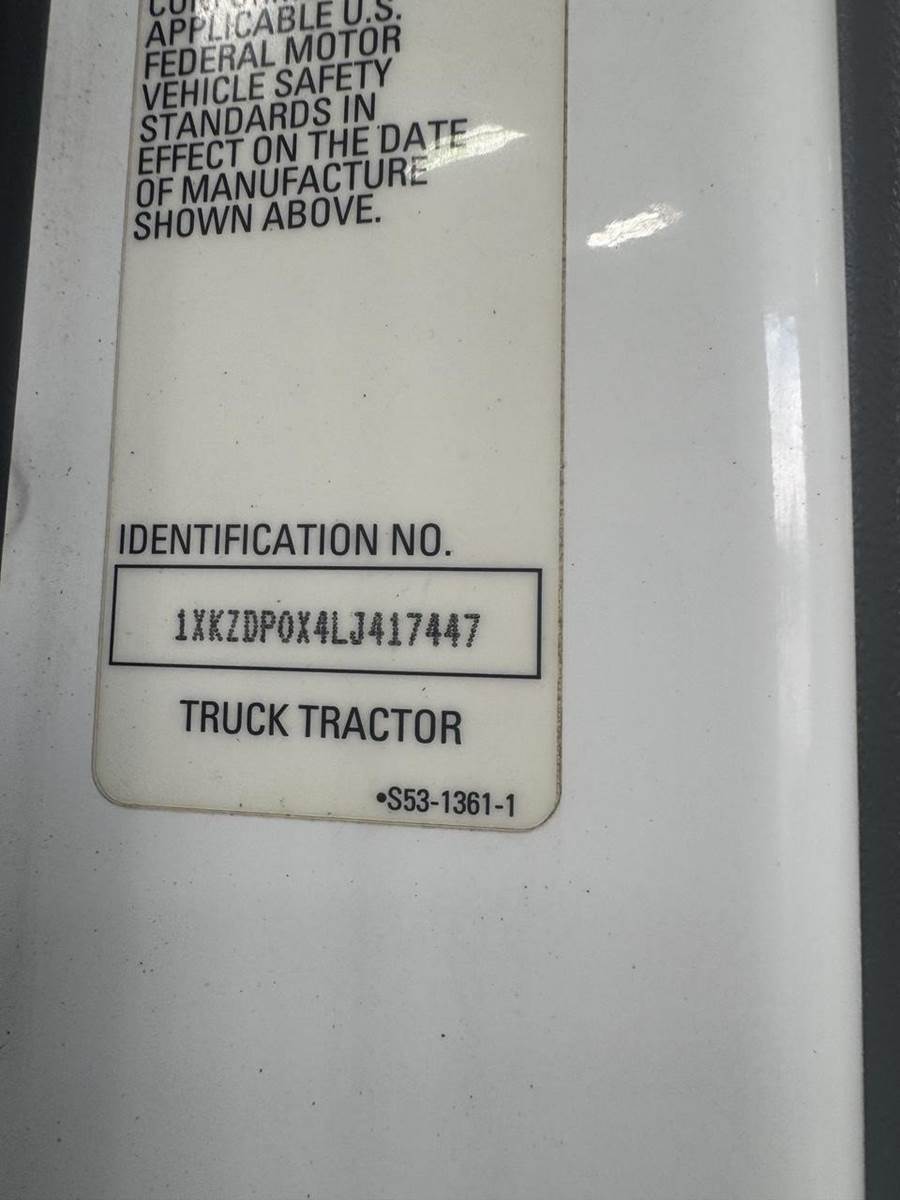 APPLICABLE U.S.
FEDERAL MOTOR
VEHICLE SAFETY
STANDARDS IN
EFFECT ON THE DATE
OF MANUFACTURE
SHOWN ABOVE.
IDENTIFICATION NO.
1XKZDP0X4LJ417447
TRUCK TRACTOR
•S53-1361-1